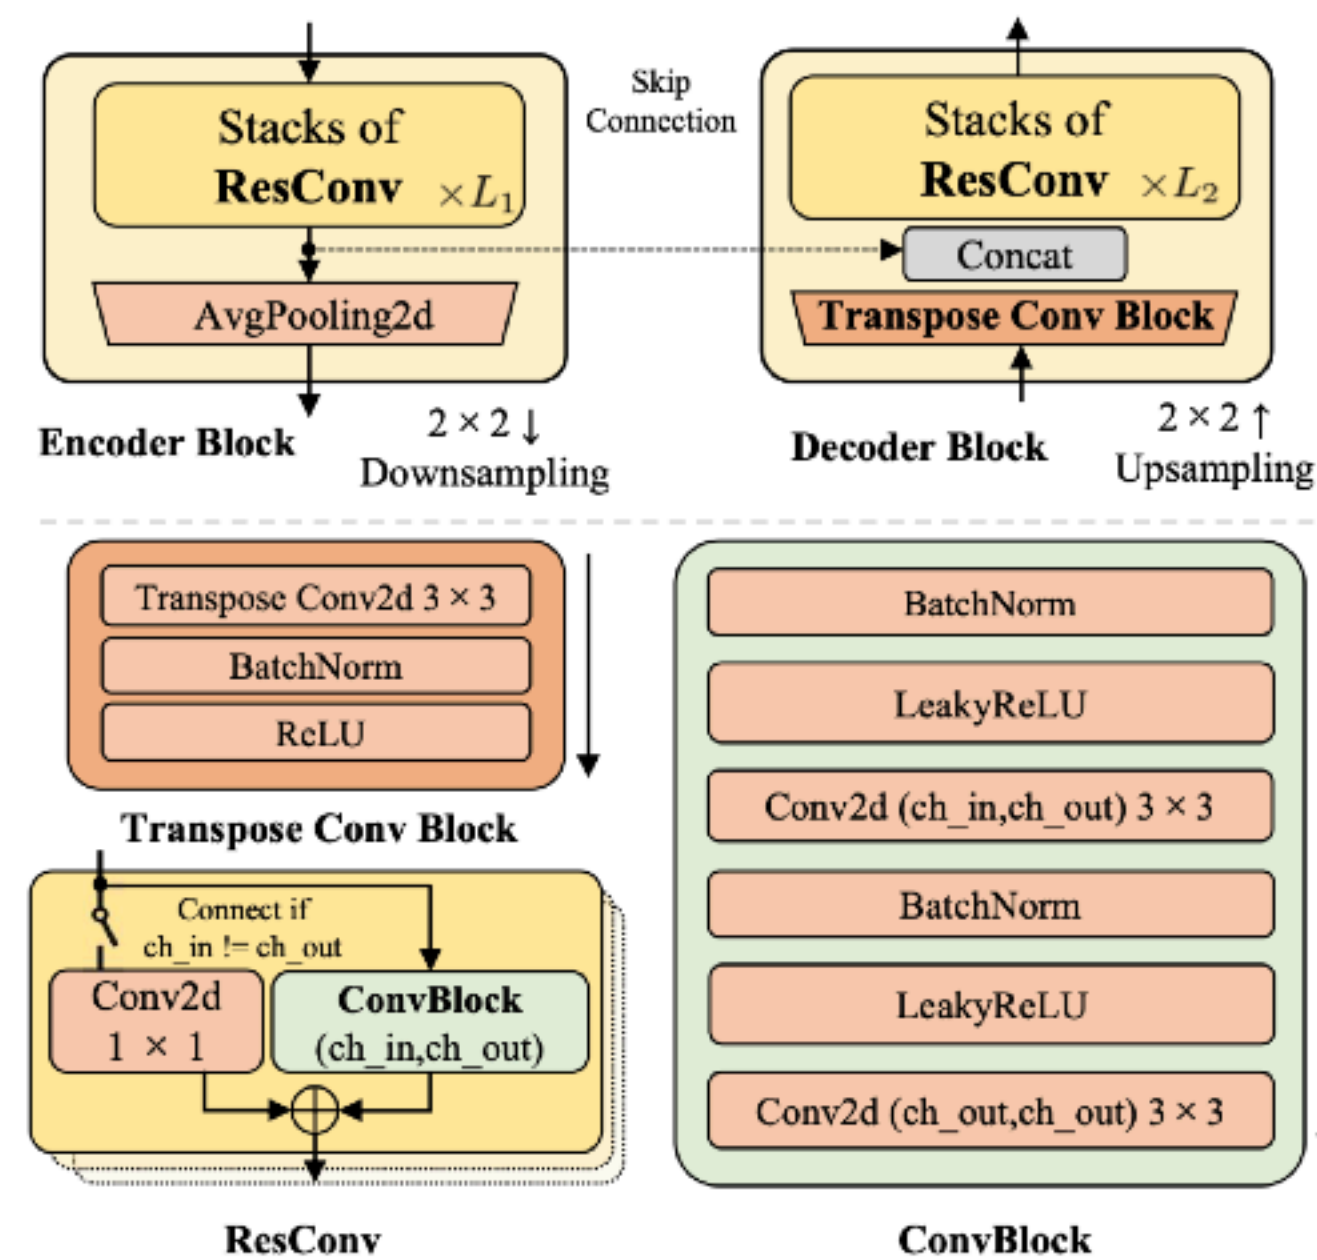 Stacks of
ResConv ×L₁
AvgPooling2d
Encoder Block
2 × 2 ↓
Downsampling
Skip
Connection
Stacks of
ResConv ×L₂
Concat
Transpose Conv Block
Decoder Block
2 × 2 ↑
Upsampling
Transpose Conv2d 3 × 3
BatchNorm
ReLU
Transpose Conv Block
Connect if
ch_in != ch_out
Conv2d
1 × 1
ConvBlock
(ch_in,ch_out)
ResConv
BatchNorm
LeakyReLU
Conv2d (ch_in,ch_out) 3 × 3
BatchNorm
LeakyReLU
Conv2d (ch_out,ch_out) 3 × 3
ConvBlock